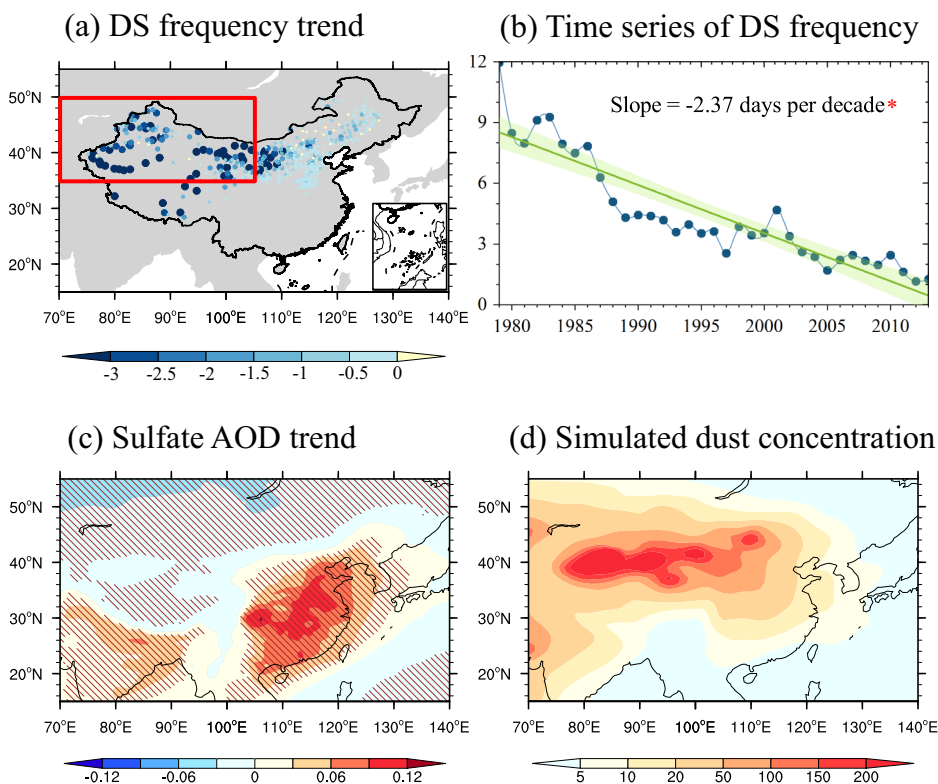 (a) DS frequency trend
50°N
40°N
30°N
20°N
70°E 80°E 90°E 100°E 110°E 120°E 130°E 140°E
-3 -2.5 -2 -1.5 -1 -0.5 0
(b) Time series of DS frequency
12
9
6
3
0
Slope = -2.37 days per decade*
1980 1985 1990 1995 2000 2005 2010
(c) Sulfate AOD trend
50°N
40°N
30°N
20°N
70°E 80°E 90°E 100°E 110°E 120°E 130°E 140°E
-0.12 -0.06 0 0.06 0.12
(d) Simulated dust concentration
50°N
40°N
30°N
20°N
70°E 80°E 90°E 100°E 110°E 120°E 130°E 140°E
5 10 20 50 100 150 200